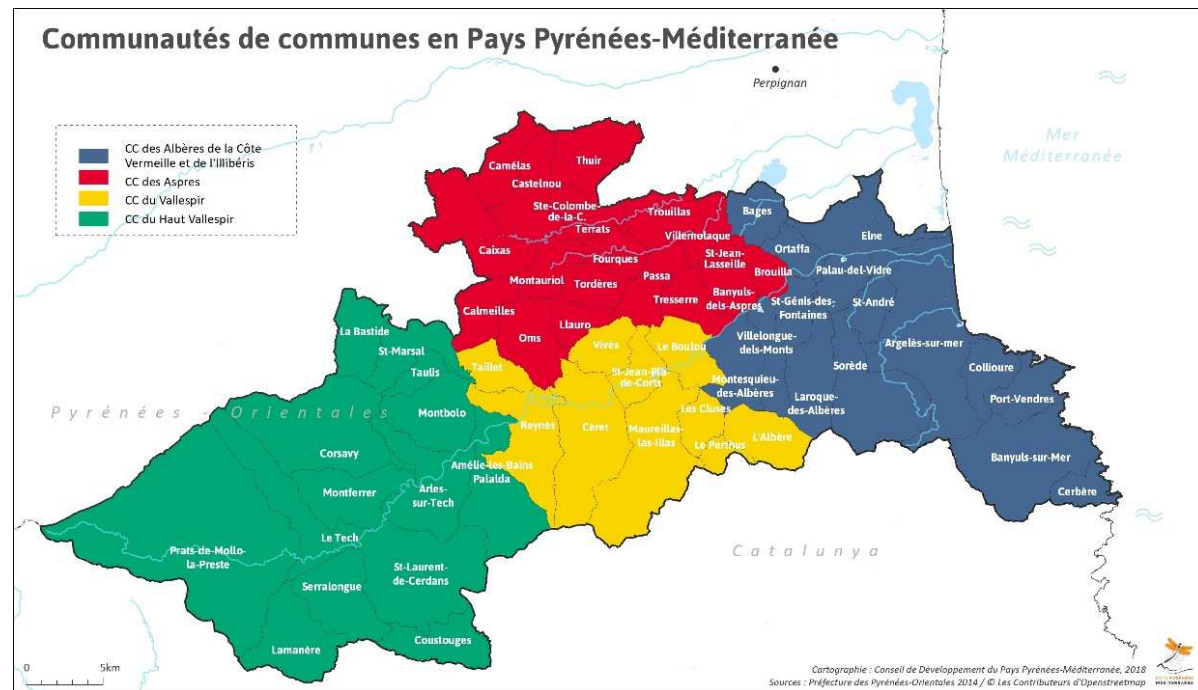 Communautés de communes en Pays Pyrénées-Méditerranée
Perpignan
CC des Albères de la Côte
Vermeille et de l'Illibéris
CC des Aspres
CC du Vallespir
CC du Haut Vallespir
Mer
Méditerranée
Camélas
Thuir
Castelnou
Ste-Colombe-
de-la-C.
Terrats
Trouillas
Villemolaque
Caixas
Fourques
St-Jean-
Lasseille
Montauriol
Tordères
Passa
Brouilla
Tresserre
Banyuls-
dels-Aspres
Calmeilles
Oms
Llauro
Bages
Ortaffa
Elne
Palau-del-Vidre
St-Génis-des-
Fontaines
St-André
Villelongue-
dels-Monts
Argelès-sur-mer
Sorède
Collioure
Montesquieu-
des-Albères
Laroque-
des-Albères
Port-Vendres
Banyuls-sur-Mer
Cerbère
Taillet
Vivès
Le Boulou
St-Jean-Pla-
de-Corts
Reynès
Céret
Les Cluses
Maureillas-
las-Illas
Le Perthus
L'Albère
La Bastide
St-Marsal
Taulis
Montbolo
Pyrénées - Orientales
Corsavy
Amélie-les-Bains
Palalda
Montferrer
Arles-
sur-Tech
Le Tech
Prats-de-Mollo-
la-Preste
St-Laurent-
de-Cerdans
Serralongue
Lamanère
Coustouges
Catalunya
0 5km
Cartographie : Conseil de Développement du Pays Pyrénées-Méditerranée, 2018
Sources : Préfecture des Pyrénées-Orientales 2014 / © Les Contributeurs d'Openstreetmap
PAYS PYRÉNÉES
MÉDITERRANÉE